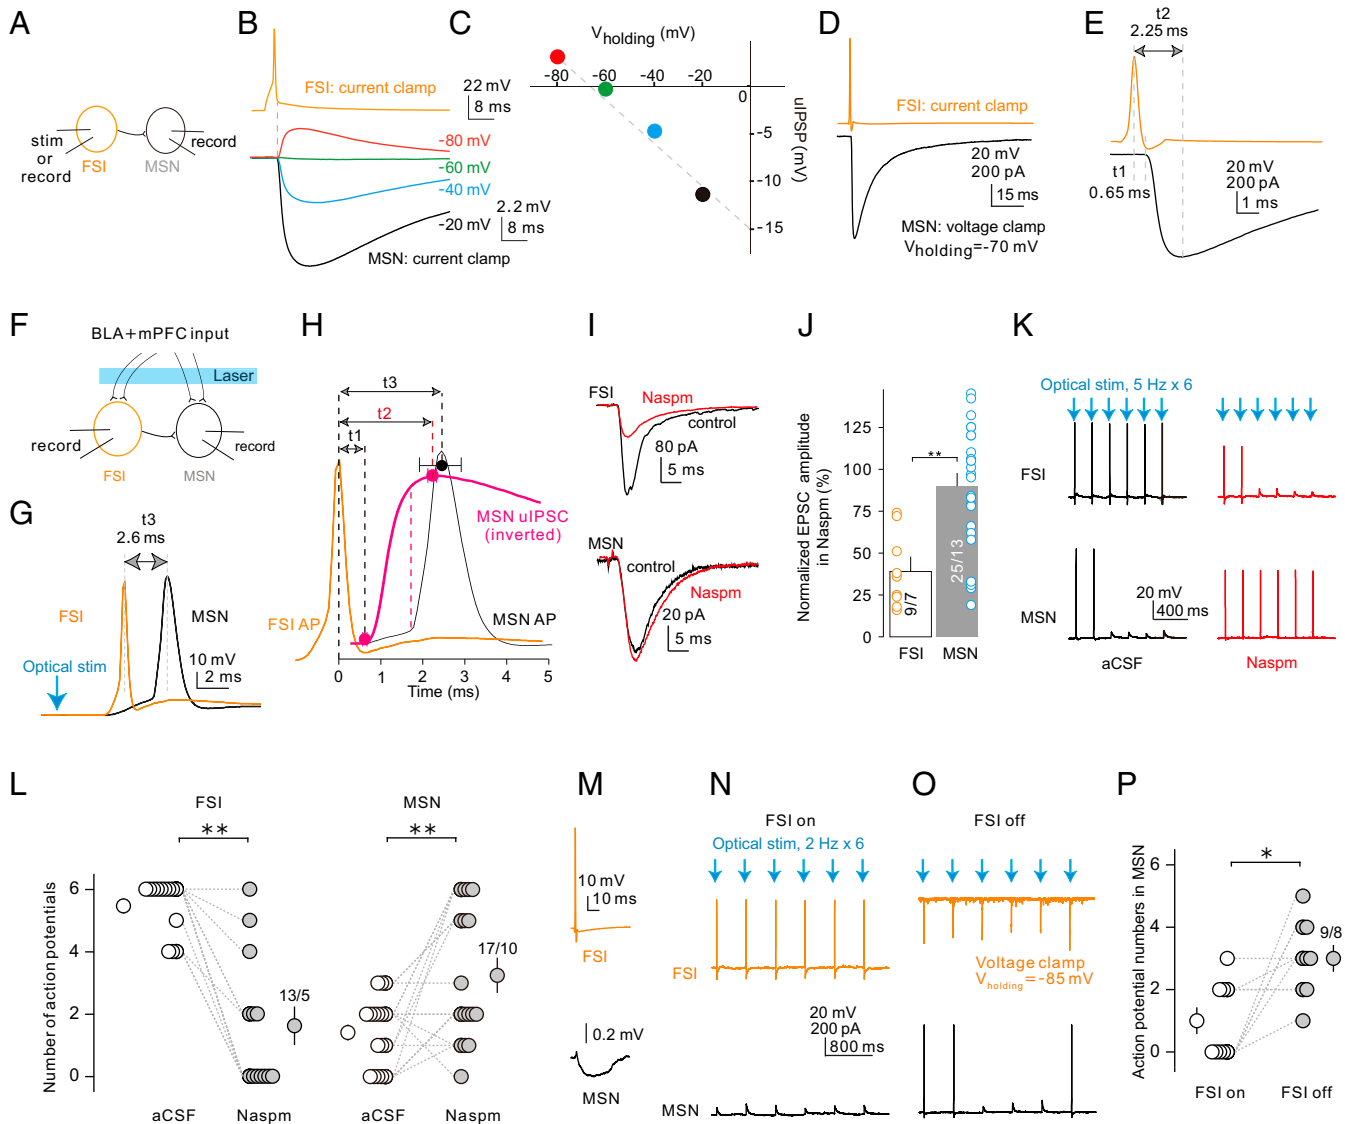 A
stim
or
record
FSI
MSN
record
B
FSI: current clamp
22 mV
8 ms
-80 mV
-60 mV
-40 mV
-20 mV
2.2 mV
8 ms
MSN: current clamp
C
Vholding (mV)
-80
-60
-40
-20
0
-5
-10
-15
uIPSP (mV)
D
FSI: current clamp
20 mV
200 pA
15 ms
MSN: voltage clamp
Vholding=-70 mV
E
t2
2.25 ms
t1
0.65 ms
20 mV
200 pA
1 ms
F
BLA+mPFC input
Laser
record
record
FSI
MSN
G
t3
2.6 ms
FSI
MSN
Optical stim
10 mV
2 ms
H
t3
t2
t1
MSN uIPSC
(inverted)
FSI AP
MSN AP
0
1
2
3
4
5
Time (ms)
I
FSI
Naspm
control
80 pA
5 ms
MSN
control
Naspm
20 pA
5 ms
J
Normalized EPSC amplitude
in Naspm (%)
125
100
75
50
25
0
**
9/7
25/13
FSI
MSN
K
Optical stim, 5 Hz x 6
FSI
MSN
20 mV
400 ms
aCSF
Naspm
L
FSI
MSN
**
**
Number of action potentials
6
4
2
0
13/5
17/10
aCSF
Naspm
aCSF
Naspm
M
10 mV
10 ms
FSI
0.2 mV
MSN
N
FSI on
Optical stim, 2 Hz x 6
FSI
20 mV
200 pA
800 ms
MSN
O
FSI off
Voltage clamp
Vholding=-85 mV
P
Action potential numbers in MSN
6
4
2
0
*
9/8
FSI on
FSI off